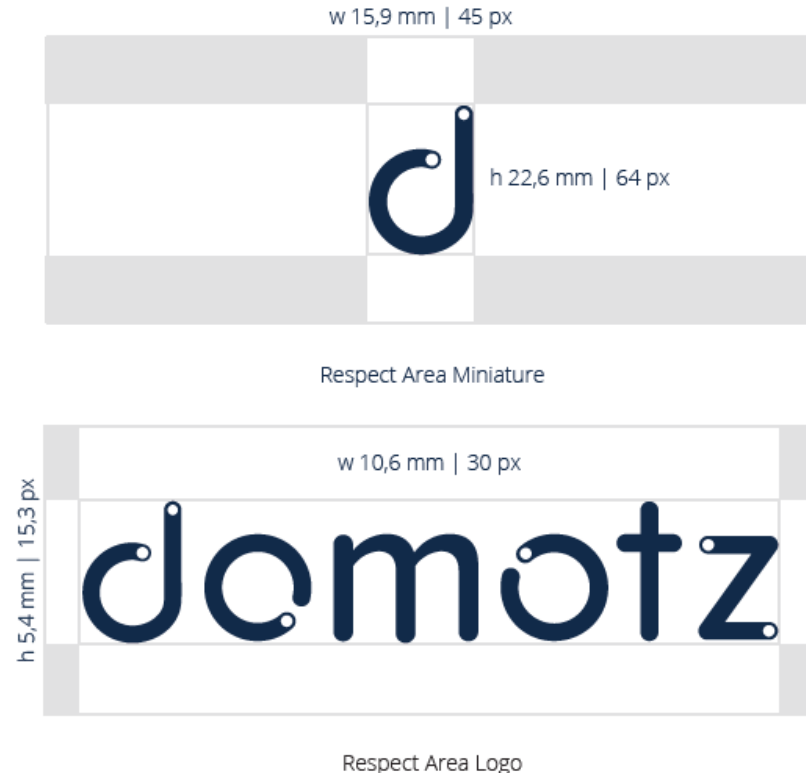 w 15,9 mm | 45 px
d
h 22,6 mm | 64 px
Respect Area Miniature
w 10,6 mm | 30 px
h 5,4 mm | 15,3 px
domotz
Respect Area Logo